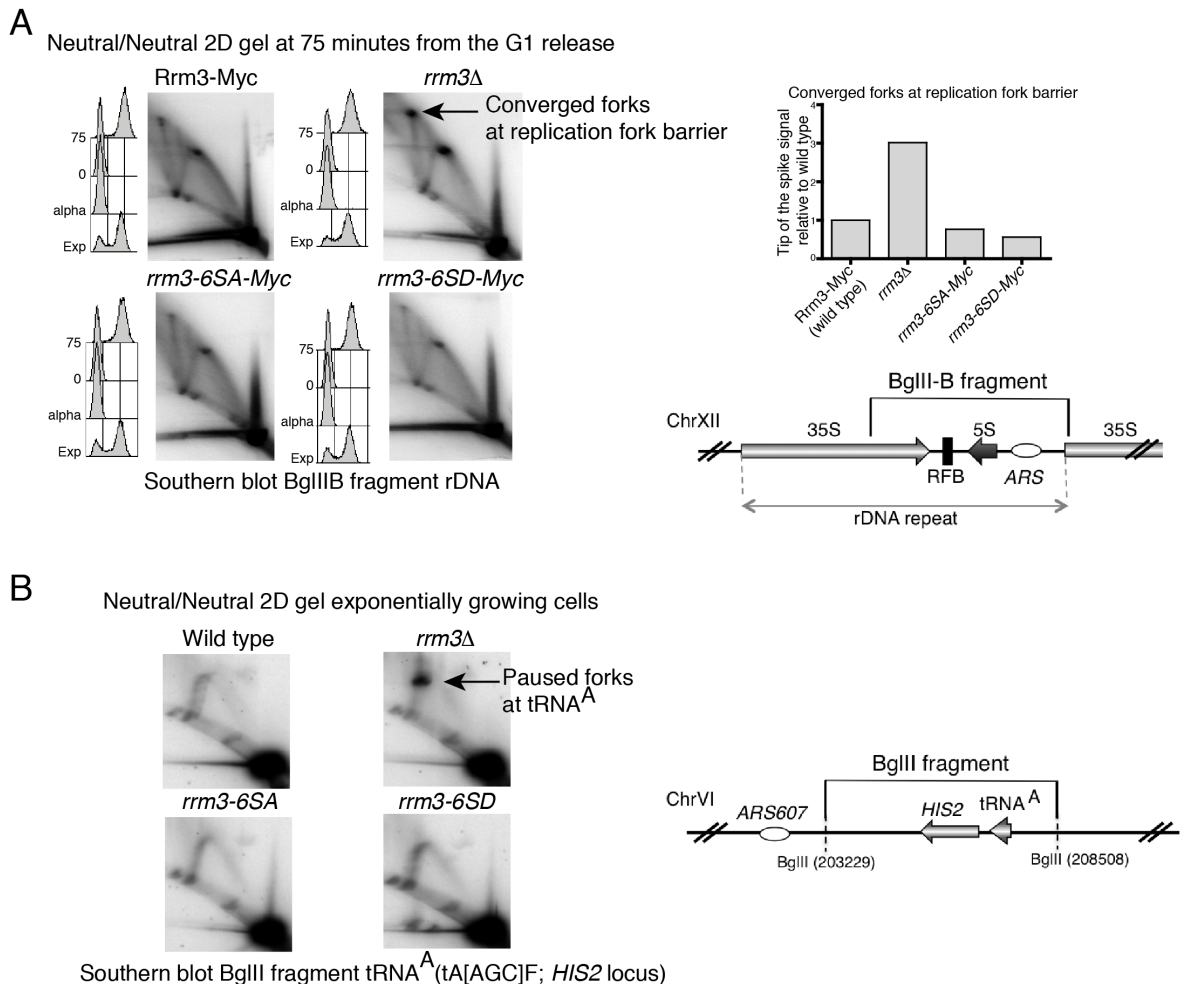 A
Neutral/Neutral 2D gel at 75 minutes from the G1 release
Rrm3-Myc
rrm3Δ
75
0
alpha
Exp
75
0
alpha
Exp
Converged forks
at replication fork barrier
rrm3-6SA-Myc
rrm3-6SD-Myc
75
0
alpha
Exp
75
0
alpha
Exp
Southern blot BglIIB fragment rDNA
Converged forks at replication fork barrier
Tip of the spike signal
relative to wild type
4
3
2
1
0
Rrm3-Myc
(wild type)
rrm3Δ
rrm3-6SA-Myc
rrm3-6SD-Myc
BglII-B fragment
ChrXII
35S
5S
35S
RFB
ARS
rDNA repeat
B
Neutral/Neutral 2D gel exponentially growing cells
Wild type
rrm3Δ
Paused forks
at tRNAA
rrm3-6SA
rrm3-6SD
Southern blot BglII fragment tRNAA(tA[AGC]F; HIS2 locus)
BglII fragment
ChrVI
ARS607
HIS2
tRNA A
BglII (203229)
BglII (208508)